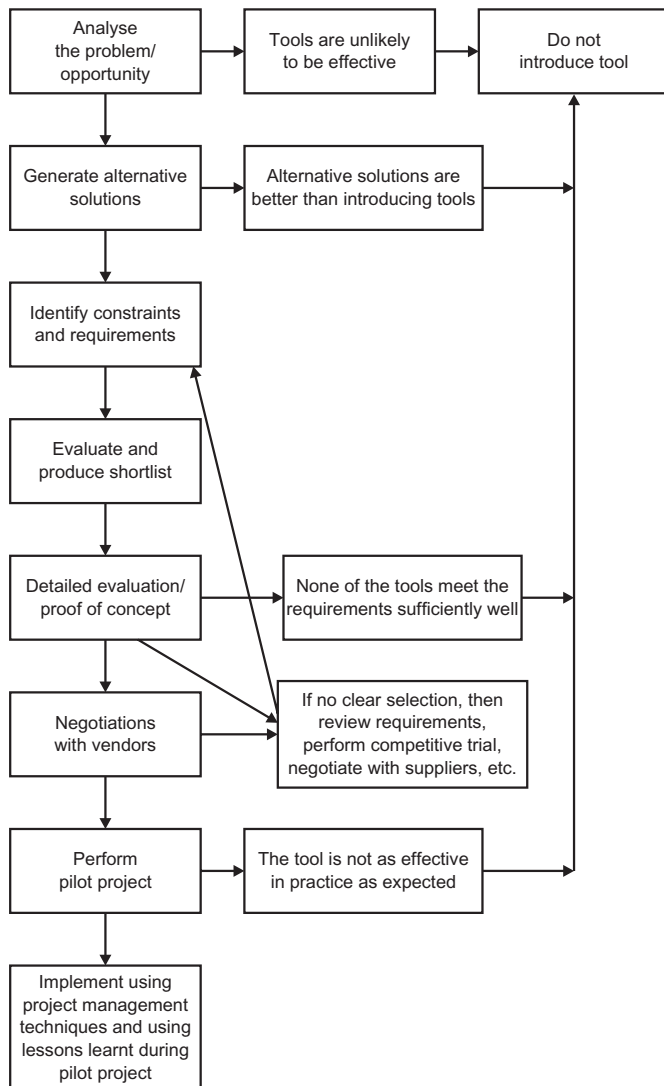 Analyse
the problem/
opportunity
Tools are unlikely
to be effective
Do not
introduce tool
Generate alternative
solutions
Alternative solutions are
better than introducing tools
Identify constraints
and requirements
Evaluate and
produce shortlist
Detailed evaluation/
proof of concept
None of the tools meet the
requirements sufficiently well
Negotiations
with vendors
If no clear selection, then
review requirements,
perform competitive trial,
negotiate with suppliers, etc.
Perform
pilot project
The tool is not as effective
in practice as expected
Implement using
project management
techniques and using
lessons learnt during
pilot project